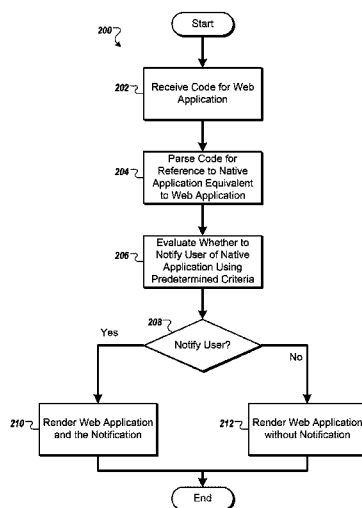 200
Start
202
Receive Code for Web
Application
204
Parse Code for
Reference to Native
Application Equivalent
to Web Application
206
Evaluate Whether to
Notify User of Native
Application Using
Predetermined Criteria
208
Notify User?
Yes
No
210
Render Web Application
and the Notification
212
Render Web Application
without Notification
End